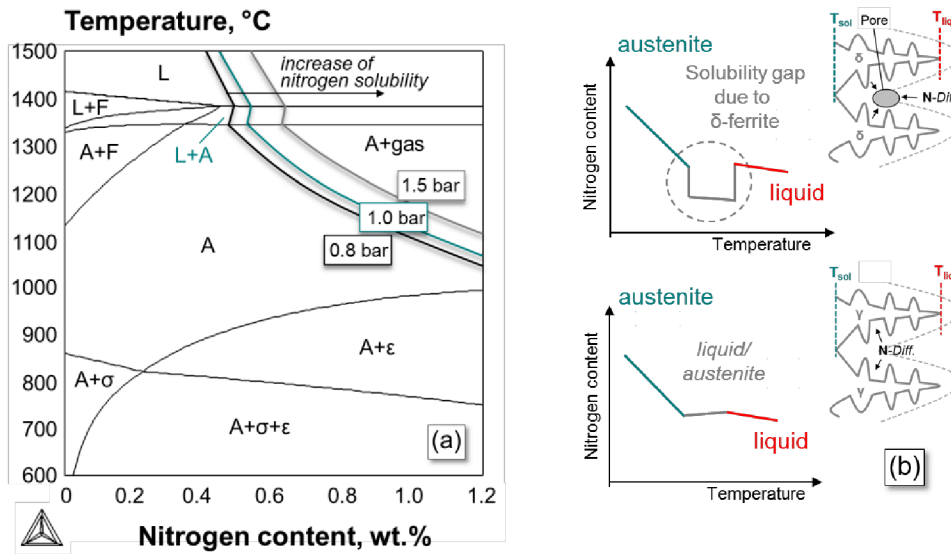 Temperature, °C
1500
1400
1300
1200
1100
1000
900
800
700
600
0
0.2
0.4
0.6
0.8
1.0
1.2
Nitrogen content, wt.%
L
increase of
nitrogen solubility
L+F
A+F
L+A
A+gas
1.5 bar
1.0 bar
0.8 bar
A
A+ε
A+σ
A+σ+ε
(a)
austenite
Solubility gap
due to
δ-ferrite
liquid
Nitrogen content
Temperature
Tsol
Pore
Tliq
δ
N-Diff
δ
austenite
liquid/
austenite
liquid
Nitrogen content
Temperature
Tsol
Tliq
γ
N-Diff.
γ
(b)